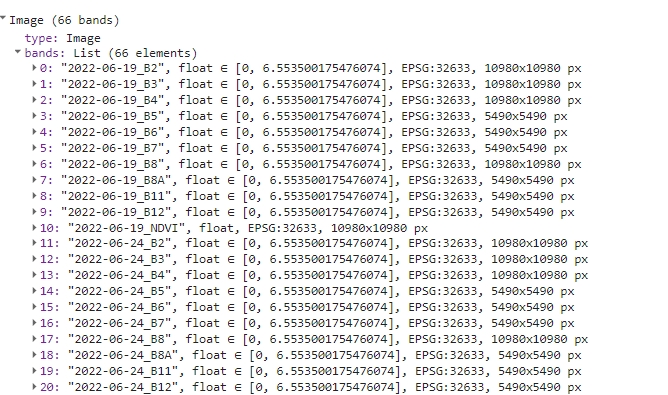 Image (66 bands)
type: Image
bands: List (66 elements)
0: "2022-06-19_B2", float ∈ [0, 6.553500175476074], EPSG:32633, 10980x10980 px
1: "2022-06-19_B3", float ∈ [0, 6.553500175476074], EPSG:32633, 10980x10980 px
2: "2022-06-19_B4", float ∈ [0, 6.553500175476074], EPSG:32633, 10980x10980 px
3: "2022-06-19_B5", float ∈ [0, 6.553500175476074], EPSG:32633, 5490x5490 px
4: "2022-06-19_B6", float ∈ [0, 6.553500175476074], EPSG:32633, 5490x5490 px
5: "2022-06-19_B7", float ∈ [0, 6.553500175476074], EPSG:32633, 5490x5490 px
6: "2022-06-19_B8", float ∈ [0, 6.553500175476074], EPSG:32633, 10980x10980 px
7: "2022-06-19_B8A", float ∈ [0, 6.553500175476074], EPSG:32633, 5490x5490 px
8: "2022-06-19_B11", float ∈ [0, 6.553500175476074], EPSG:32633, 5490x5490 px
9: "2022-06-19_B12", float ∈ [0, 6.553500175476074], EPSG:32633, 5490x5490 px
10: "2022-06-19_NDVI", float, EPSG:32633, 10980x10980 px
11: "2022-06-24_B2", float ∈ [0, 6.553500175476074], EPSG:32633, 10980x10980 px
12: "2022-06-24_B3", float ∈ [0, 6.553500175476074], EPSG:32633, 10980x10980 px
13: "2022-06-24_B4", float ∈ [0, 6.553500175476074], EPSG:32633, 10980x10980 px
14: "2022-06-24_B5", float ∈ [0, 6.553500175476074], EPSG:32633, 5490x5490 px
15: "2022-06-24_B6", float ∈ [0, 6.553500175476074], EPSG:32633, 5490x5490 px
16: "2022-06-24_B7", float ∈ [0, 6.553500175476074], EPSG:32633, 5490x5490 px
17: "2022-06-24_B8", float ∈ [0, 6.553500175476074], EPSG:32633, 10980x10980 px
18: "2022-06-24_B8A", float ∈ [0, 6.553500175476074], EPSG:32633, 5490x5490 px
19: "2022-06-24_B11", float ∈ [0, 6.553500175476074], EPSG:32633, 5490x5490 px
20: "2022-06-24_B12", float ∈ [0, 6.553500175476074], EPSG:32633, 5490x5490 px